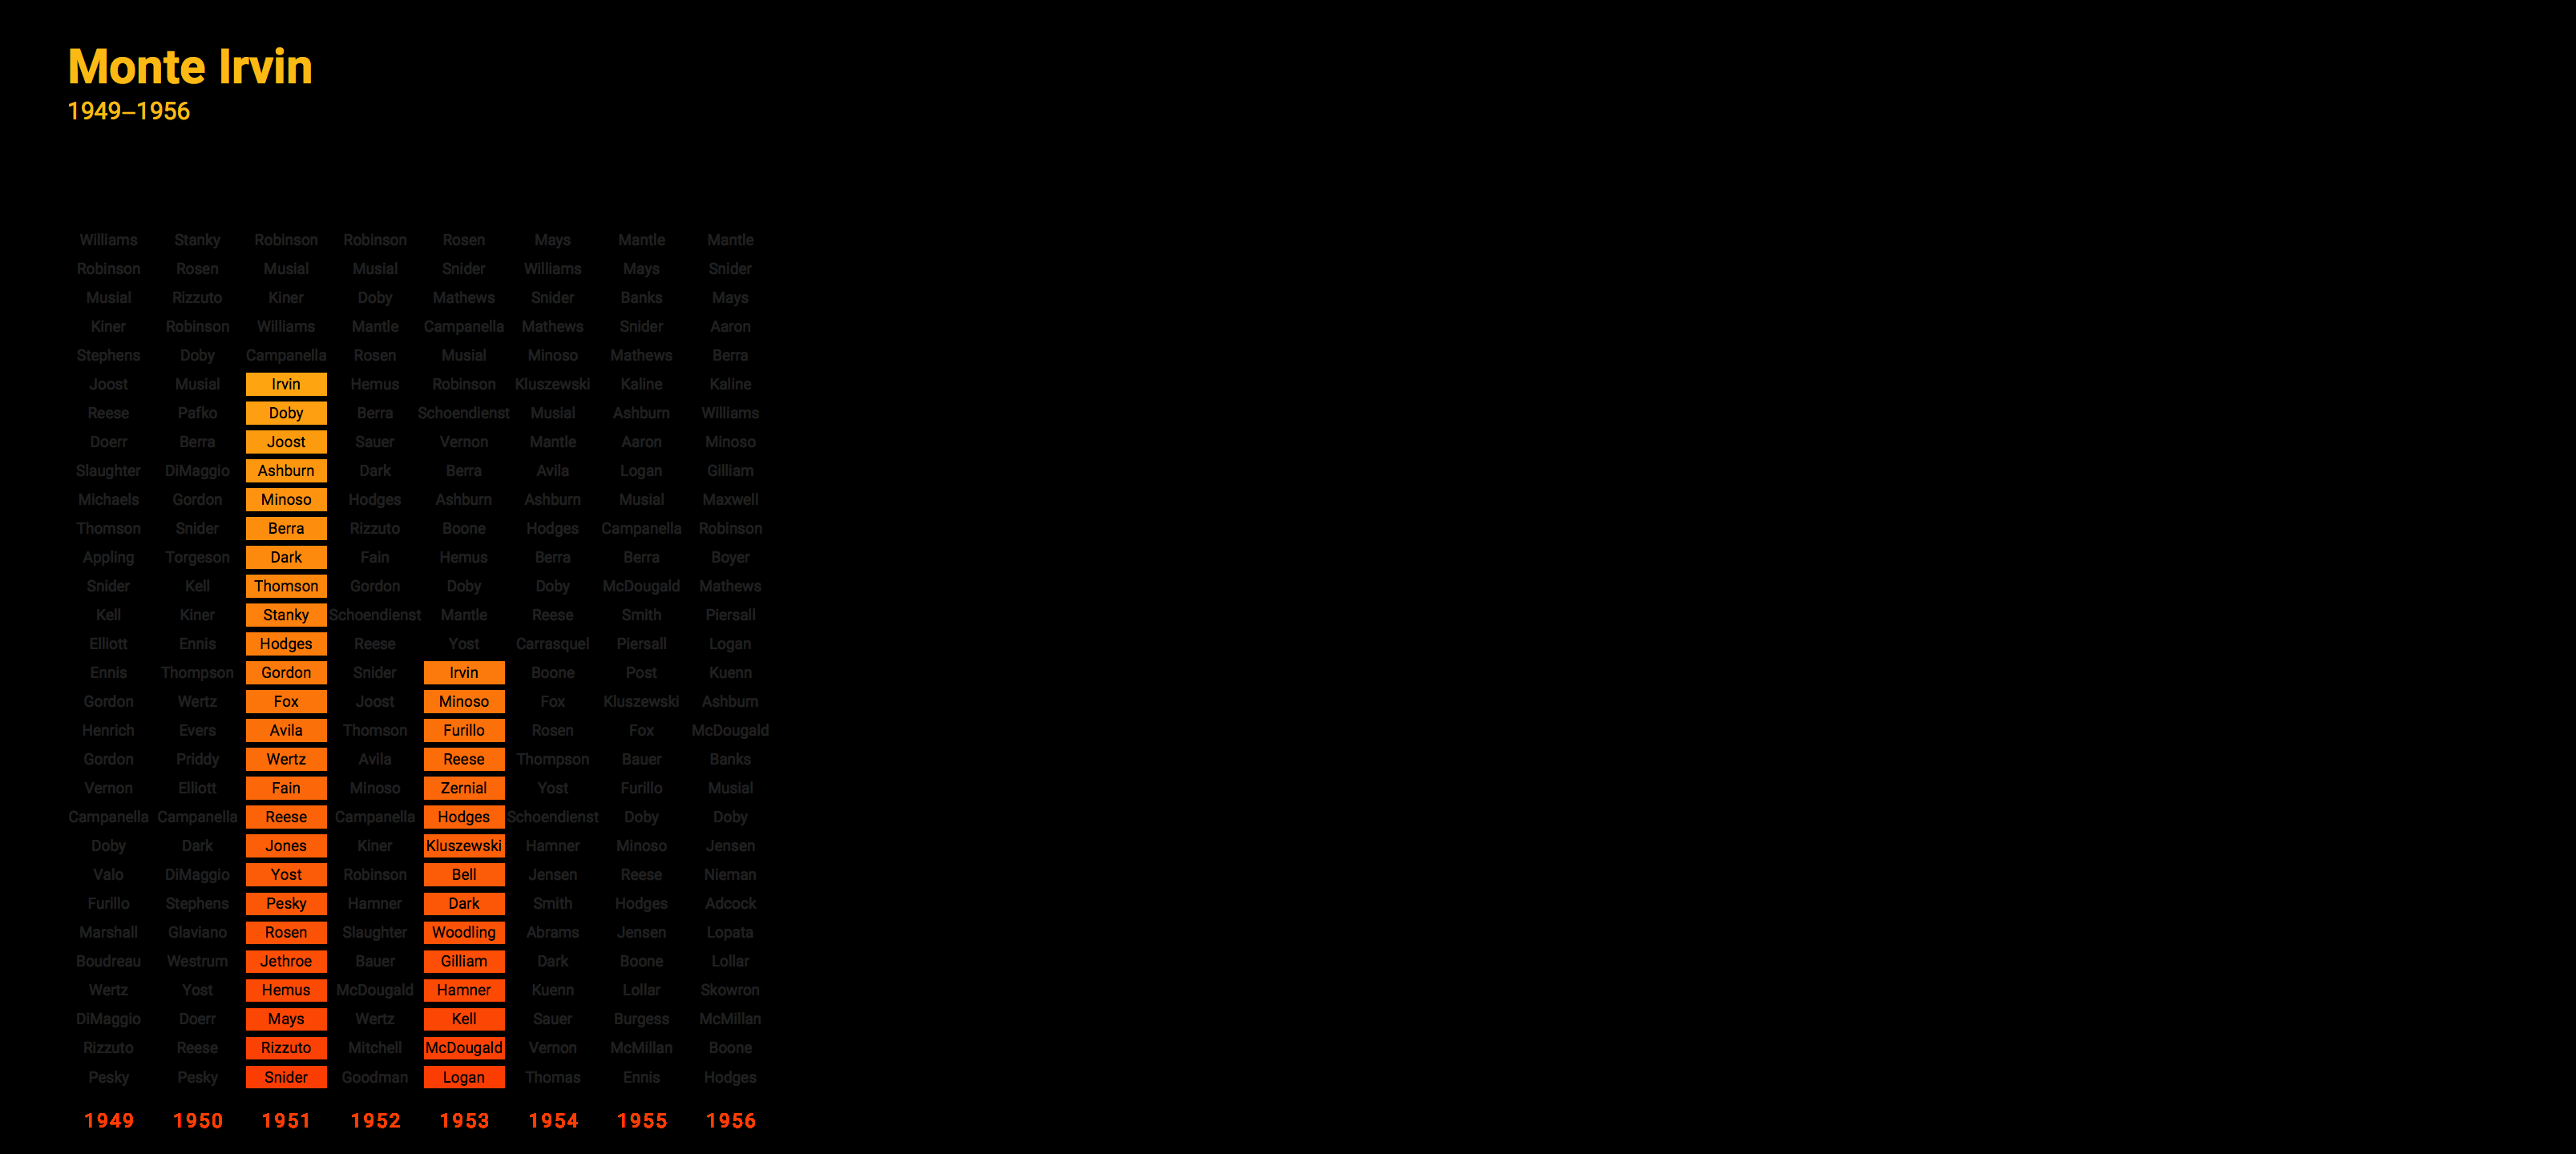 Monte Irvin
1949–1956
Williams Stanky Robinson Robinson Rosen Mays Mantle Mantle
Robinson Rosen Musial Musial Snider Williams Mays Snider
Musial Rizzuto Kiner Doby Mathews Snider Banks Mays
Kiner Robinson Williams Mantle Campanella Mathews Snider Aaron
Stephens Doby Campanella Rosen Musial Minoso Mathews Berra
Joost Musial Irvin Hemus Robinson Kluszewski Kaline Kaline
Reese Pafko Doby Berra Schoendienst Musial Ashburn Williams
Doerr Berra Joost Sauer Vernon Mantle Aaron Minoso
Slaughter DiMaggio Ashburn Dark Berra Avila Logan Gilliam
Michaels Gordon Minoso Hodges Ashburn Ashburn Musial Maxwell
Thomson Snider Berra Rizzuto Boone Hodges Campanella Robinson
Appling Torgeson Dark Fain Hemus Berra Berra Boyer
Snider Kell Thomson Gordon Doby Doby McDougald Mathews
Kell Kiner Stanky Schoendienst Mantle Reese Smith Piersall
Elliott Ennis Hodges Reese Yost Carrasquel Piersall Logan
Ennis Thompson Gordon Snider Irvin Boone Post Kuenn
Gordon Wertz Fox Joost Minoso Fox Kluszewski Ashburn
Henrich Evers Avila Thomson Furillo Rosen Fox McDougald
Gordon Priddy Wertz Avila Reese Thompson Bauer Banks
Vernon Elliott Fain Minoso Zernial Yost Furillo Musial
Campanella Campanella Reese Campanella Hodges Schoendienst Doby Doby
Doby Dark Jones Kiner Kluszewski Hamner Minoso Jensen
Valo DiMaggio Yost Robinson Bell Jensen Reese Nieman
Furillo Stephens Pesky Hamner Dark Smith Hodges Adcock
Marshall Glaviano Rosen Slaughter Woodling Abrams Jensen Lopata
Boudreau Westrum Jethroe Bauer Gilliam Dark Boone Lollar
Wertz Yost Hemus McDougald Hamner Kuenn Lollar Skowron
DiMaggio Doerr Mays Wertz Kell Sauer Burgess McMillan
Rizzuto Reese Rizzuto Mitchell McDougald Vernon McMillan Boone
Pesky Pesky Snider Goodman Logan Thomas Ennis Hodges
1949 1950 1951 1952 1953 1954 1955 1956